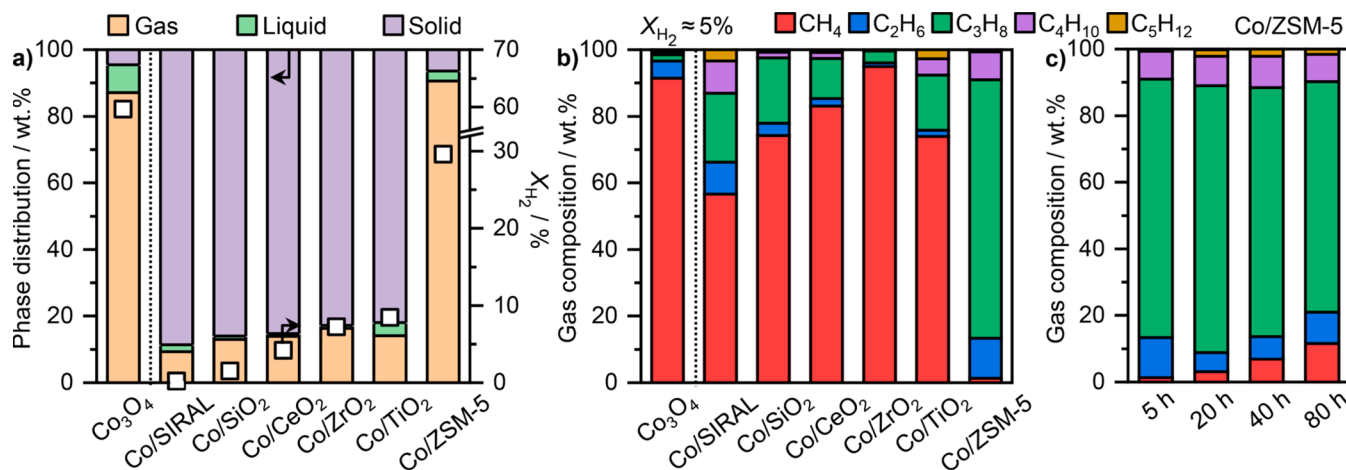 Gas Liquid Solid
a)
Phase distribution / wt.%
100
80
60
40
20
0
70
60
30
20
10
0
X_H₂ / %
Co₃O₄
Co/SIRAL
Co/SiO₂
Co/CeO₂
Co/ZrO₂
Co/TiO₂
Co/ZSM-5
X_H₂ ≈ 5% CH₄ C₂H₆ C₃H₈ C₄H₁₀ C₅H₁₂
b)
Gas composition / wt.%
100
80
60
40
20
0
Co₃O₄
Co/SIRAL
Co/SiO₂
Co/CeO₂
Co/ZrO₂
Co/TiO₂
Co/ZSM-5
Co/ZSM-5
c)
Gas composition / wt.%
100
80
60
40
20
0
5 h
20 h
40 h
80 h